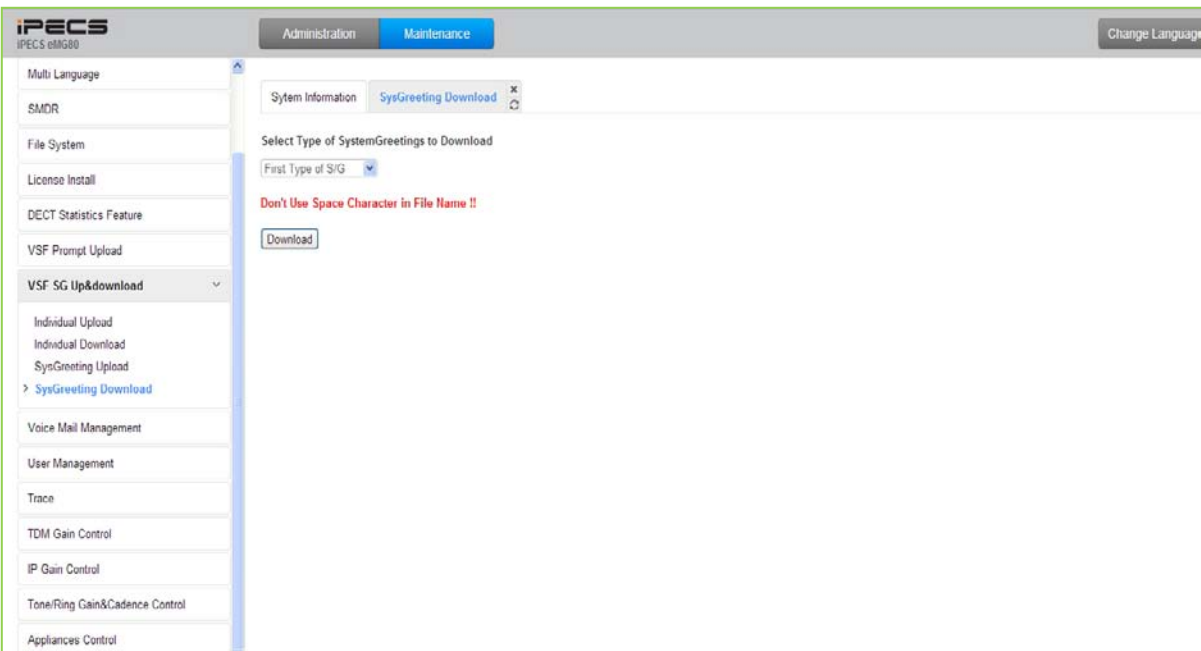 iPECS
iPECS eMG80
Administration
Maintenance
Change Language
Multi Language
SMDR
File System
License Install
DECT Statistics Feature
VSF Prompt Upload
VSF SG Up&download
Individual Upload
Individual Download
SysGreeting Upload
> SysGreeting Download
Voice Mail Management
User Management
Trace
TDM Gain Control
IP Gain Control
Tone/Ring Gain&Cadence Control
Appliances Control
Sytem Information
SysGreeting Download
Select Type of SystemGreetings to Download
First Type of S/G
Don't Use Space Character in File Name !!
Download